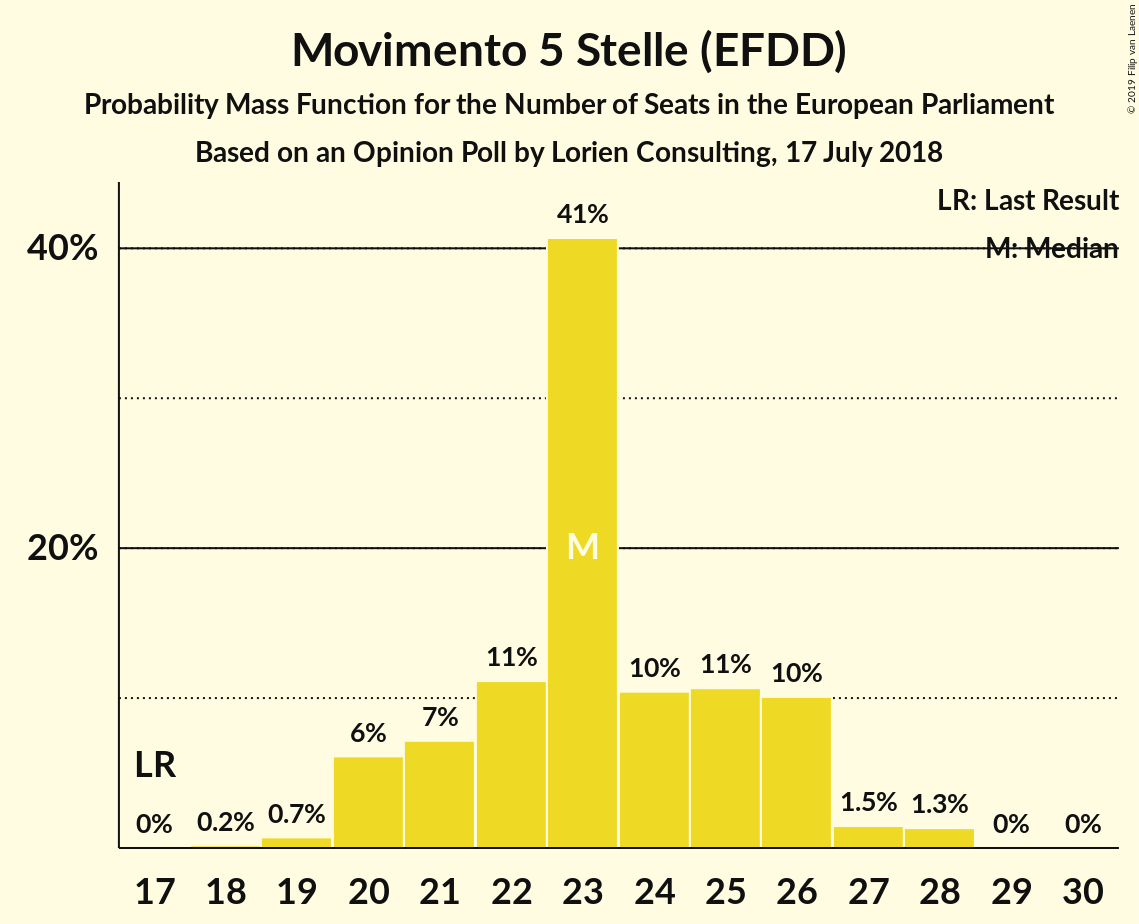 Movimento 5 Stelle (EFDD)
Probability Mass Function for the Number of Seats in the European Parliament
Based on an Opinion Poll by Lorien Consulting, 17 July 2018
© 2019 Filip van Laenen
LR: Last Result
M: Median
40%
20%
41%
M
11%
10%
11%
10%
7%
6%
LR
0%
0.2%
0.7%
1.5%
1.3%
0%
0%
17 18 19 20 21 22 23 24 25 26 27 28 29 30